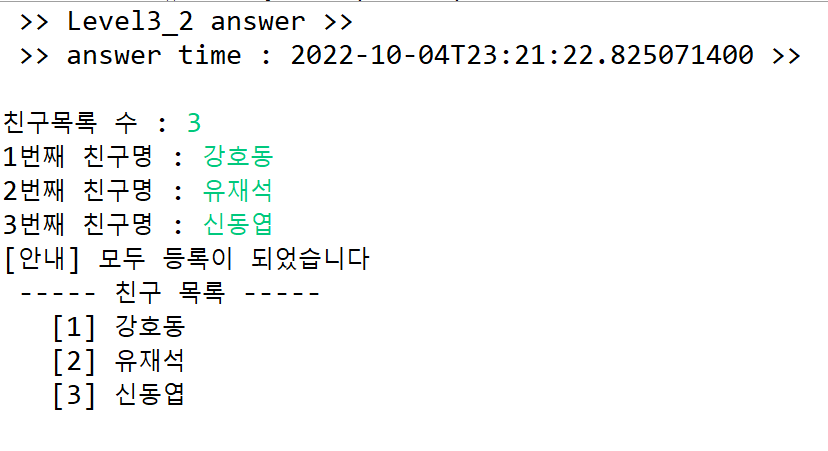 >> Level3_2 answer >>
>> answer time : 2022-10-04T23:21:22.825071400 >>
친구목록 수 : 3
1번째 친구명 : 강호동
2번째 친구명 : 유재석
3번째 친구명 : 신동엽
[안내] 모두 등록이 되었습니다
----- 친구 목록 -----
[1] 강호동
[2] 유재석
[3] 신동엽